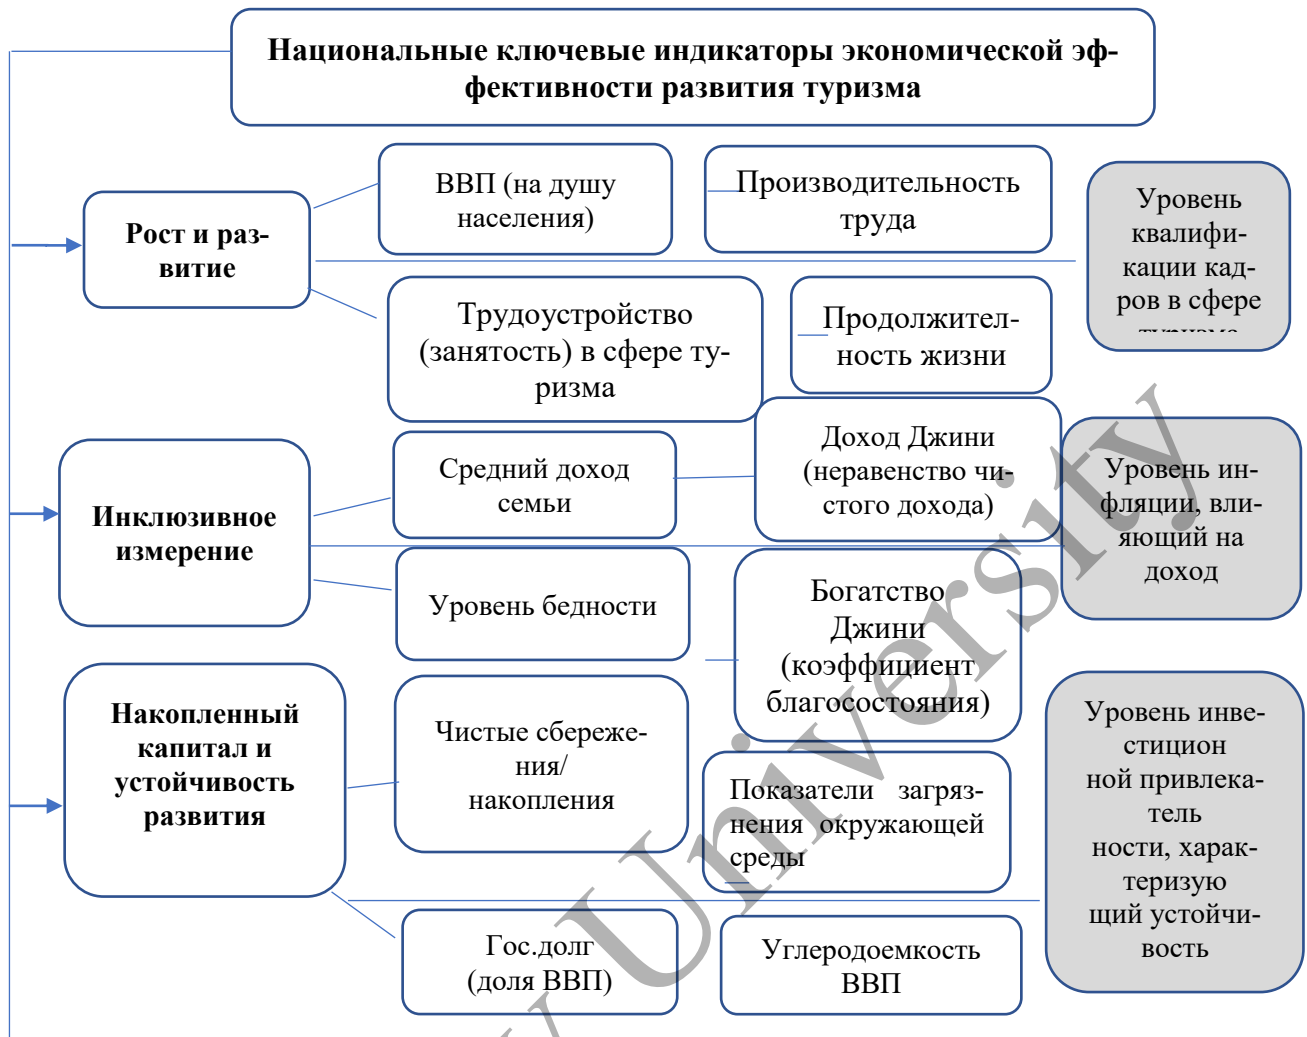 Национальные ключевые индикаторы экономической эф-
фективности развития туризма
Рост и раз-
витие
ВВП (на душу
населения)
Производительность
труда
Уровень
квалифи-
кации кад-
ров в сфере
туризма
Трудоустройство
(занятость) в сфере ту-
ризма
Продолжител-
ность жизни
Инклюзивное
измерение
Средний доход
семьи
Доход Джини
(неравенство чи-
стого дохода)
Уровень ин-
фляции, вли-
яющий на
доход
Уровень бедности
Богатство
Джини
(коэффициент
благосостояния)
Накопленный
капитал и
устойчивость
развития
Чистые сбереже-
ния/
накопления
Показатели загряз-
нения окружающей
среды
Уровень инве-
стицион
ной привлека-
тель
ности, харак-
теризую
щий устойчи-
вость
Гос.долг
(доля ВВП)
Углеродоемкость
ВВП
y University